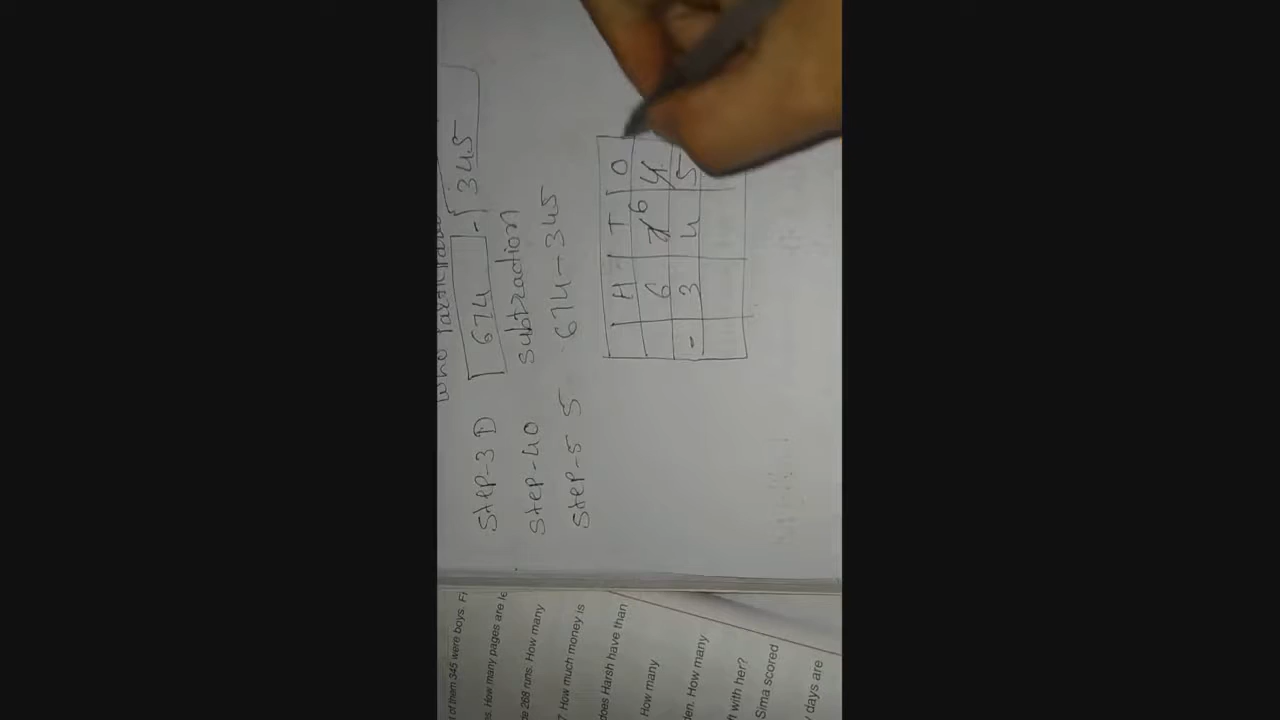 Who
Step-3 D 674 - 345
Step-4 O Subtraction
Step-5 S 674-345
H T O
6 7 6 4
- 3 4 5
of them 345 were boys.
How many pages are
268 runs. How many
? How much money is
does Harsh have than
How many
den. How many
with her?
Sima scored
days are